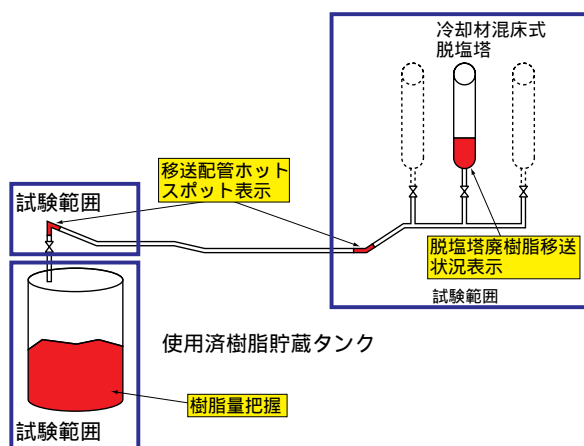 冷却材混床式
脱塩塔
移送配管ホット
スポット表示
試験範囲
脱塩塔廃樹脂移送
状況表示
試験範囲
使用済樹脂貯蔵タンク
樹脂量把握
試験範囲